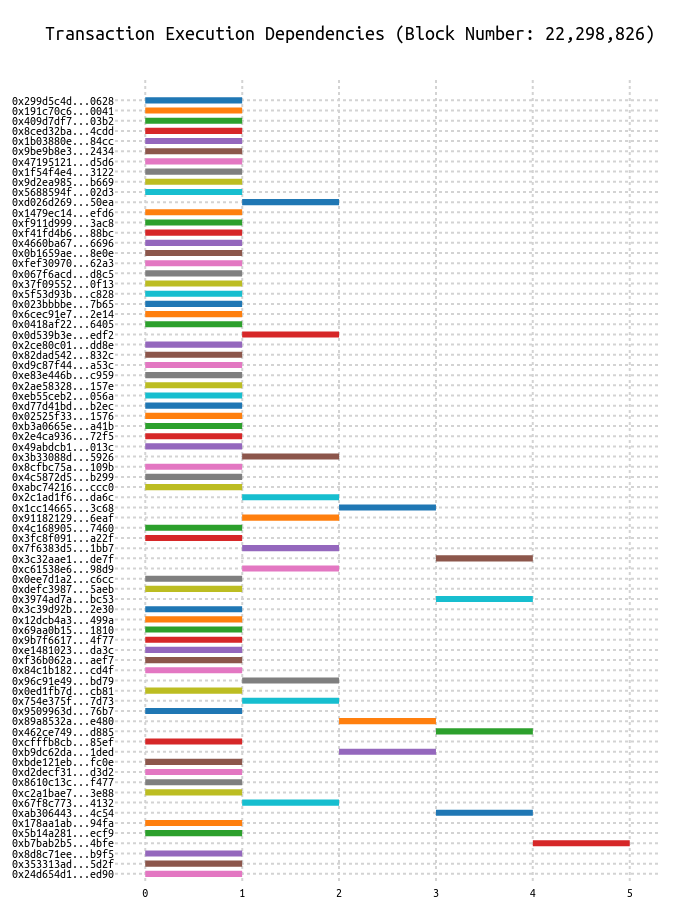 Transaction Execution Dependencies (Block Number: 22,298,826)
0x299d5c4d...0628
0x191c70c6...0041
0x409d7df7...03b2
0x8ced32ba...4cdd
0x1b03880e...84cc
0x9be9b8e3...2434
0x47195121...d5d6
0x1f54f4e4...3122
0x9d2ea985...b669
0x5688594f...02d3
0xd026d269...50ea
0x1479ec14...efd6
0xf911d999...3ac8
0xf41fd4b6...88bc
0x4660ba67...6696
0x0b1659ae...8e0e
0xfef30970...62a3
0x067f6acd...d8c5
0x37f09552...0f13
0x5f53d93b...c828
0x023bbbbe...7b65
0x6cec91e7...2e14
0x0418af22...6405
0x0d539b3e...edf2
0x2ce80c01...dd8e
0x82dad542...832c
0xd9c87f44...a53c
0xe83e446b...c959
0x2ae58328...157e
0xeb55ceb2...056a
0xd77d41bd...b2ec
0x02525f33...1576
0xb3a0665e...a41b
0x2e4ca936...72f5
0x49abdcb1...013c
0x3b33088d...5926
0x8cfbc75a...109b
0x4c5872d5...b299
0xabc74216...ccc0
0x2c1ad1f6...da6c
0x1cc14665...3c68
0x91182129...6eaf
0x4c168905...7460
0x3fc8f091...a22f
0x7f6383d5...1bb7
0x3c32aae1...de7f
0xc61538e6...98d9
0x0ee7d1a2...c6cc
0xdefc3987...5aeb
0x3974ad7a...bc53
0x3c39d92b...2e30
0x12dcb4a3...499a
0x69aa0b15...1810
0x9b7f6617...4f77
0xe1481023...da3c
0xf36b062a...aef7
0x84c1b182...cd4f
0x96c91e49...bd79
0x0ed1fb7d...cb81
0x754e375f...7d73
0x9509963d...76b7
0x89a8532a...e480
0x462ce749...d885
0xcfffb8cb...85ef
0xb9dc62da...1ded
0xbde121eb...fc0e
0xd2decf31...d3d2
0x8610c13c...f477
0xc2a1bae7...3e88
0x67f8c773...4132
0xab306443...4c54
0x178aa1ab...94fa
0x5b14a281...ecf9
0xb7bab2b5...4bfe
0x8d8c71ee...b9f5
0x353313ad...5d2f
0x24d654d1...ed90
0 1 2 3 4 5